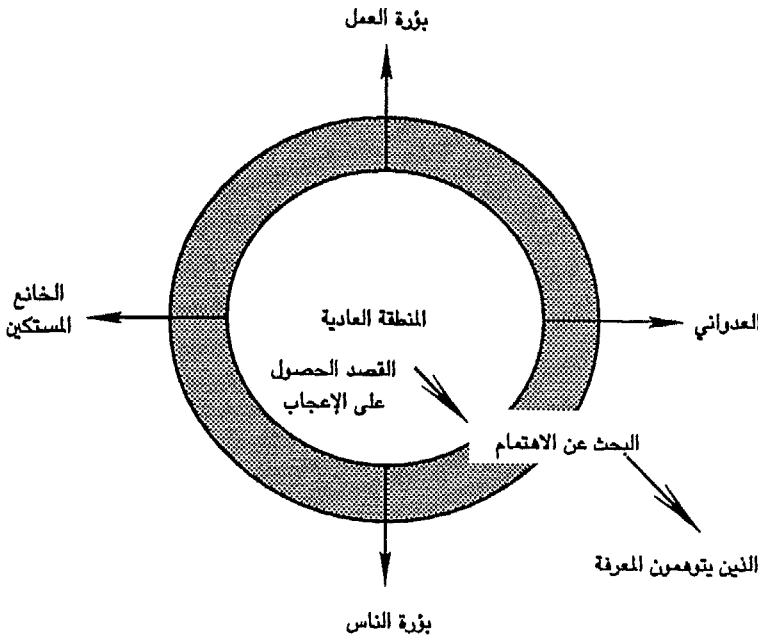 بؤرة العمل
الخانع
المستكين
المنطقة العادية
العدواني
القصد الحصول
على الإعجاب
البحث عن الاهتمام
الذين يتوهمون المعرفة
بؤرة الناس